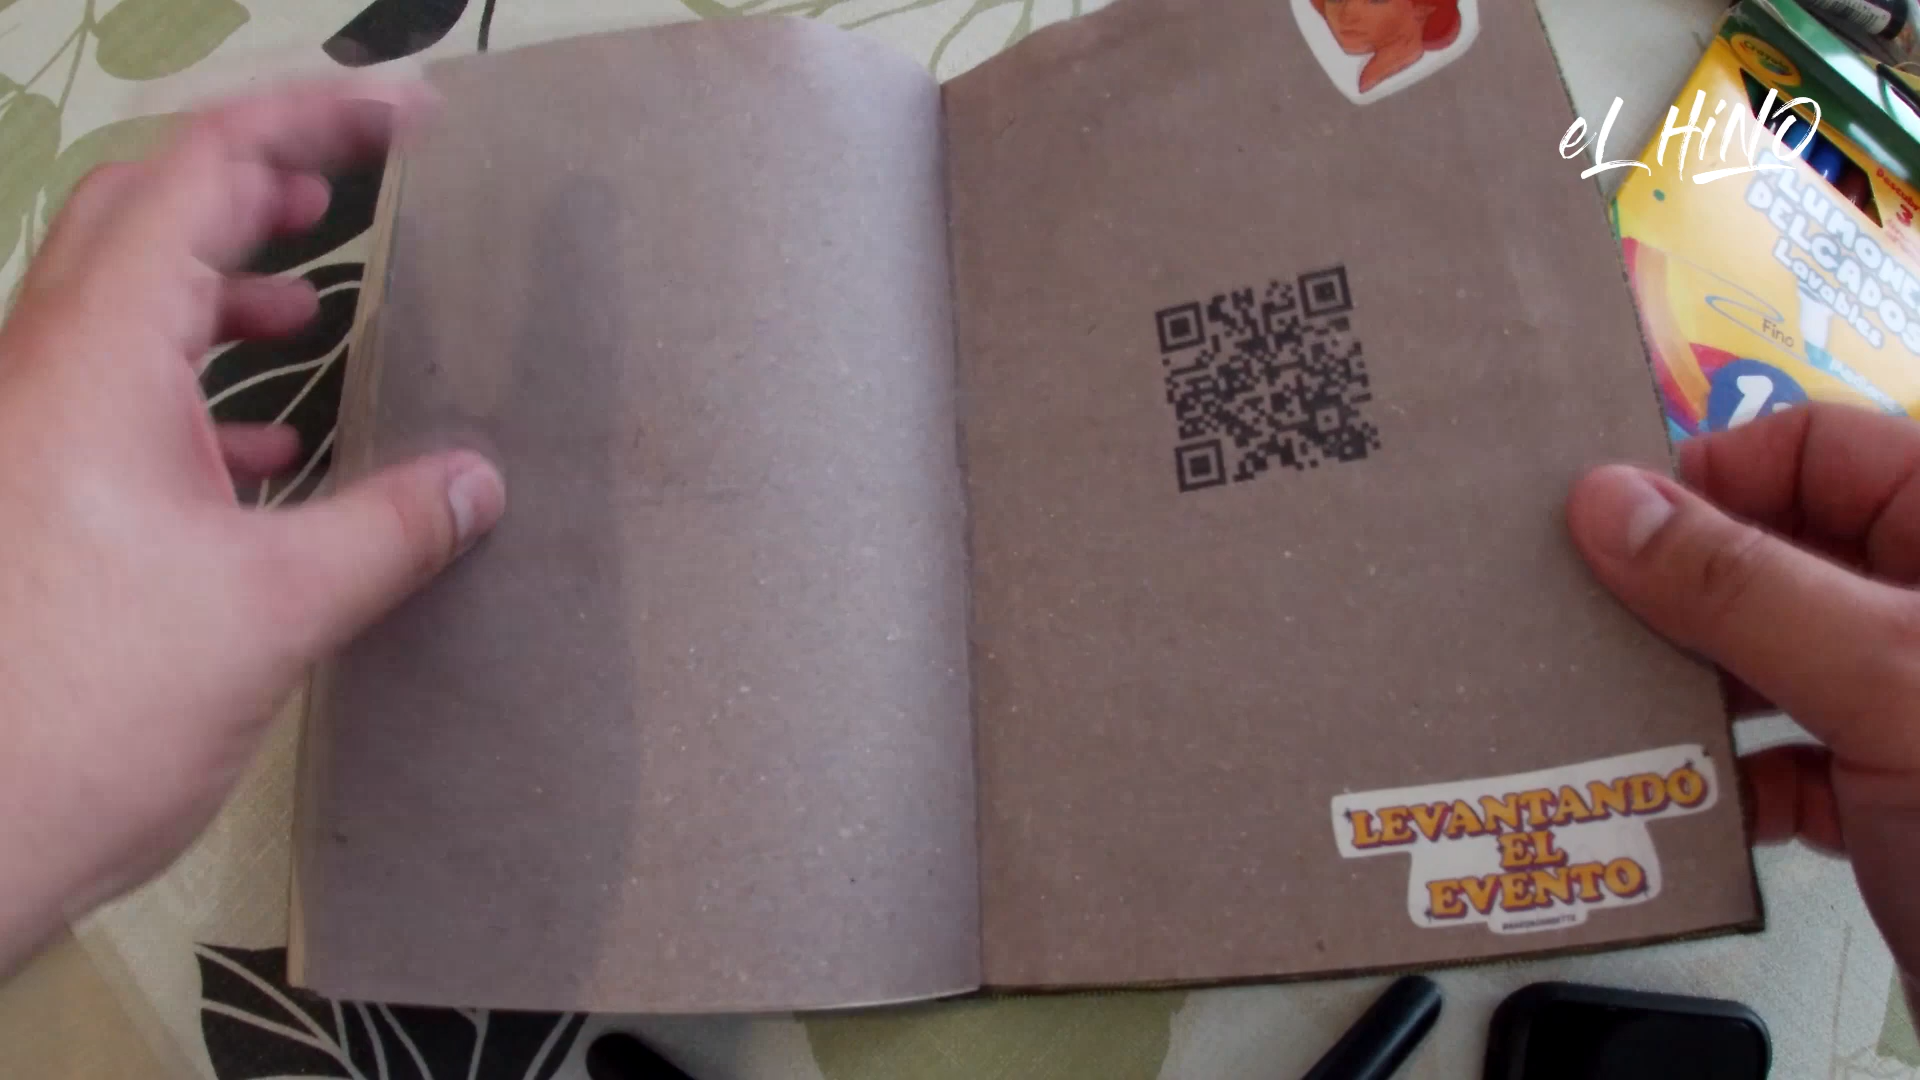 eL HiNO
Crayola
PLUMONES
DELGADOS
Lavables
Fino
LEVANTANDO
EL
EVENTO